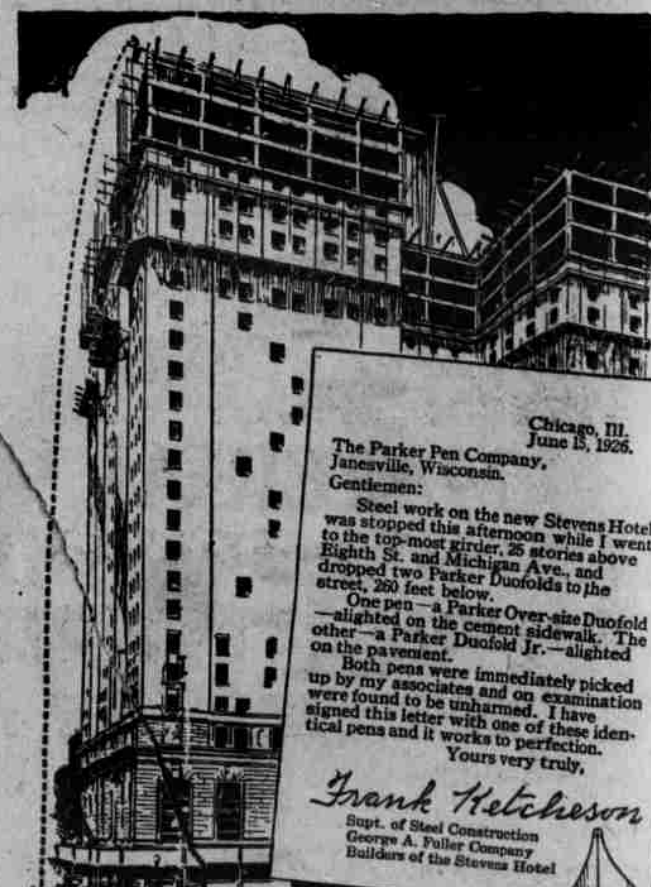 Chicago, Ill.
June 15, 1926.
The Parker Pen Company,
Janesville, Wisconsin.
Gentlemen:
Steel work on the new Stevens Hotel
was stopped this afternoon while I went
to the top-most girder, 25 stories above
Eighth St. and Michigan Ave., and
dropped two Parker Duofolds to the
street, 260 feet below.
One pen—a Parker Over-size Duofold
—alighted on the cement sidewalk. The
other—a Parker Duofold Jr.—alighted
on the pavement.
Both pens were immediately picked
up by my associates and on examination
were found to be unharmed. I have
signed this letter with one of these iden-
tical pens and it works to perfection.
Yours very truly,
Frank Ketcheson
Supt. of Steel Construction
George A. Fuller Company
Builders of the Stevens Hotel